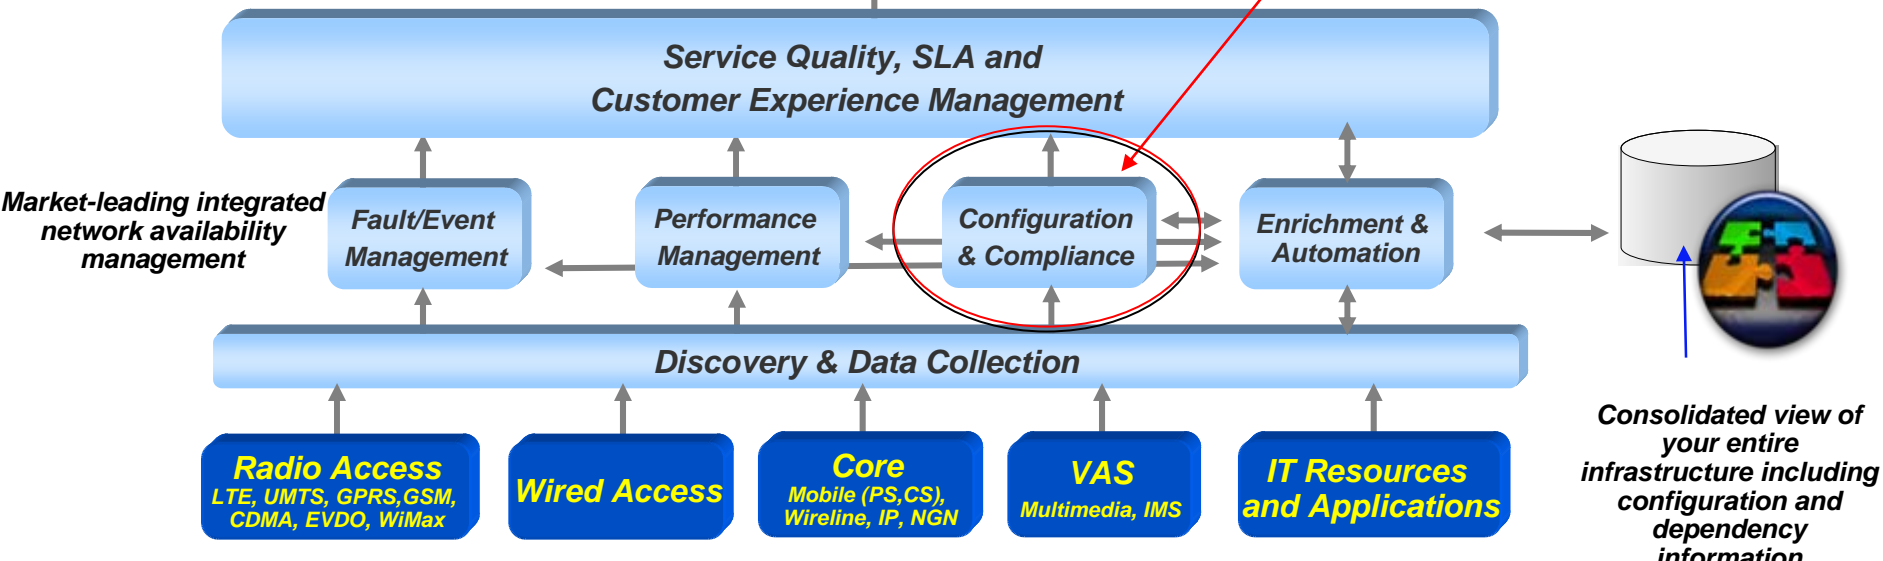 Service Quality, SLA and
Customer Experience Management
Market-leading integrated
network availability
management
Fault/Event
Management
Performance
Management
Configuration
& Compliance
Enrichment &
Automation
Discovery & Data Collection
Radio Access
LTE, UMTS, GPRS,GSM,
CDMA, EVDO, WiMax
Wired Access
Core
Mobile (PS,CS),
Wireline, IP, NGN
VAS
Multimedia, IMS
IT Resources
and Applications
Consolidated view of
your entire
infrastructure including
configuration and
dependency
information